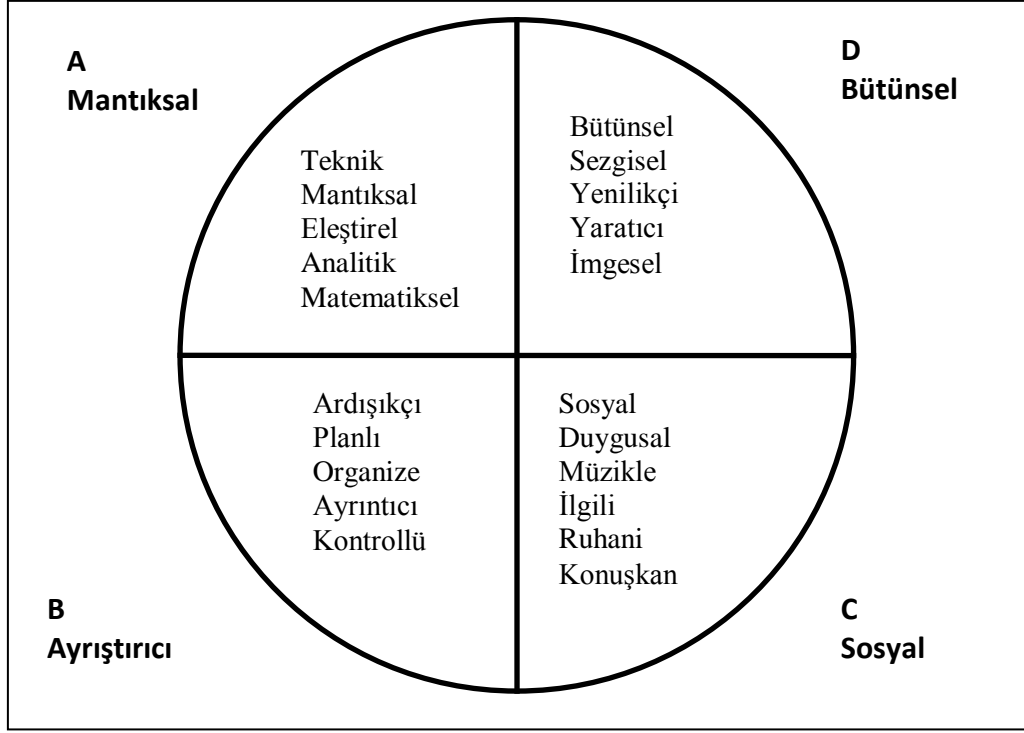 A
Mantıksal
Teknik
Mantıksal
Eleştirel
Analitik
Matematiksel
D
Bütünsel
Bütünsel
Sezgisel
Yenilikçi
Yaratıcı
İmgesel
B
Ayrıştırıcı
Ardışıkçı
Planlı
Organize
Ayrıntıcı
Kontrollü
C
Sosyal
Sosyal
Duygusal
Müzikle
İlgili
Ruhani
Konuşkan